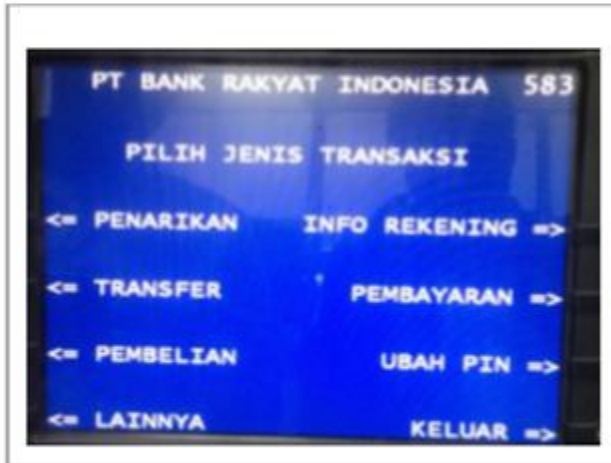 PT BANK RAKYAT INDONESIA 583
PILIH JENIS TRANSAKSI
<= PENARIKAN INFO REKENING =>
<= TRANSFER PEMBAYARAN =>
<= PEMBELIAN UBAH PIN =>
<= LAINNYA KELUAR =>